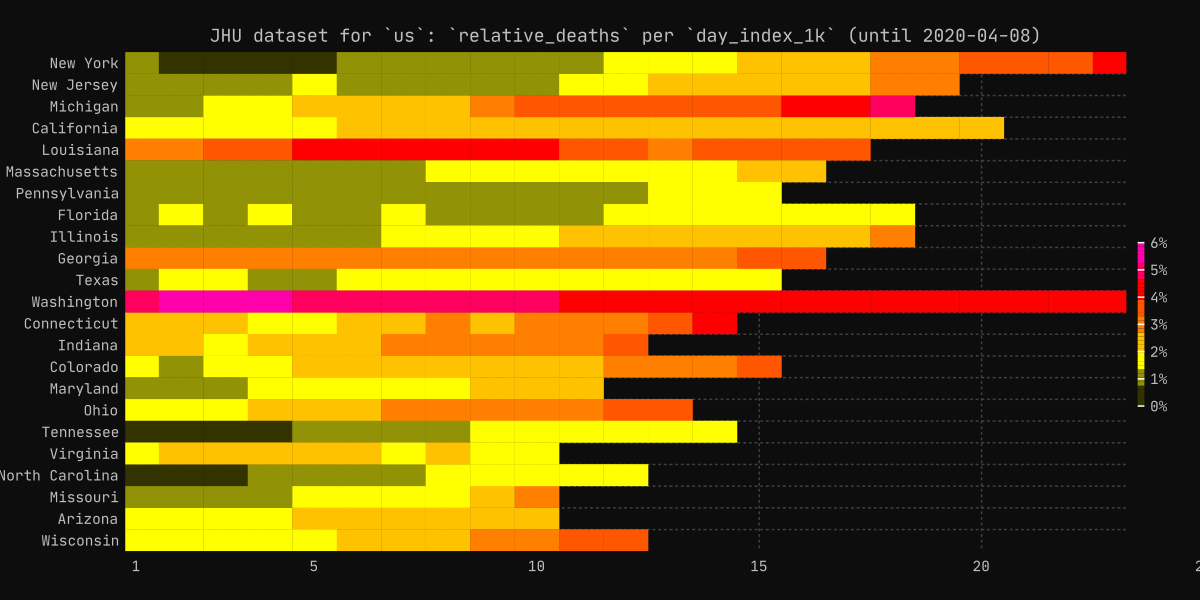 JHU dataset for `us`: `relative_deaths` per `day_index_1k` (until 2020-04-08)
New York
New Jersey
Michigan
California
Louisiana
Massachusetts
Pennsylvania
Florida
Illinois
Georgia
Texas
Washington
Connecticut
Indiana
Colorado
Maryland
Ohio
Tennessee
Virginia
North Carolina
Missouri
Arizona
Wisconsin
1 5 10 15 20 2
6%
5%
4%
3%
2%
1%
0%